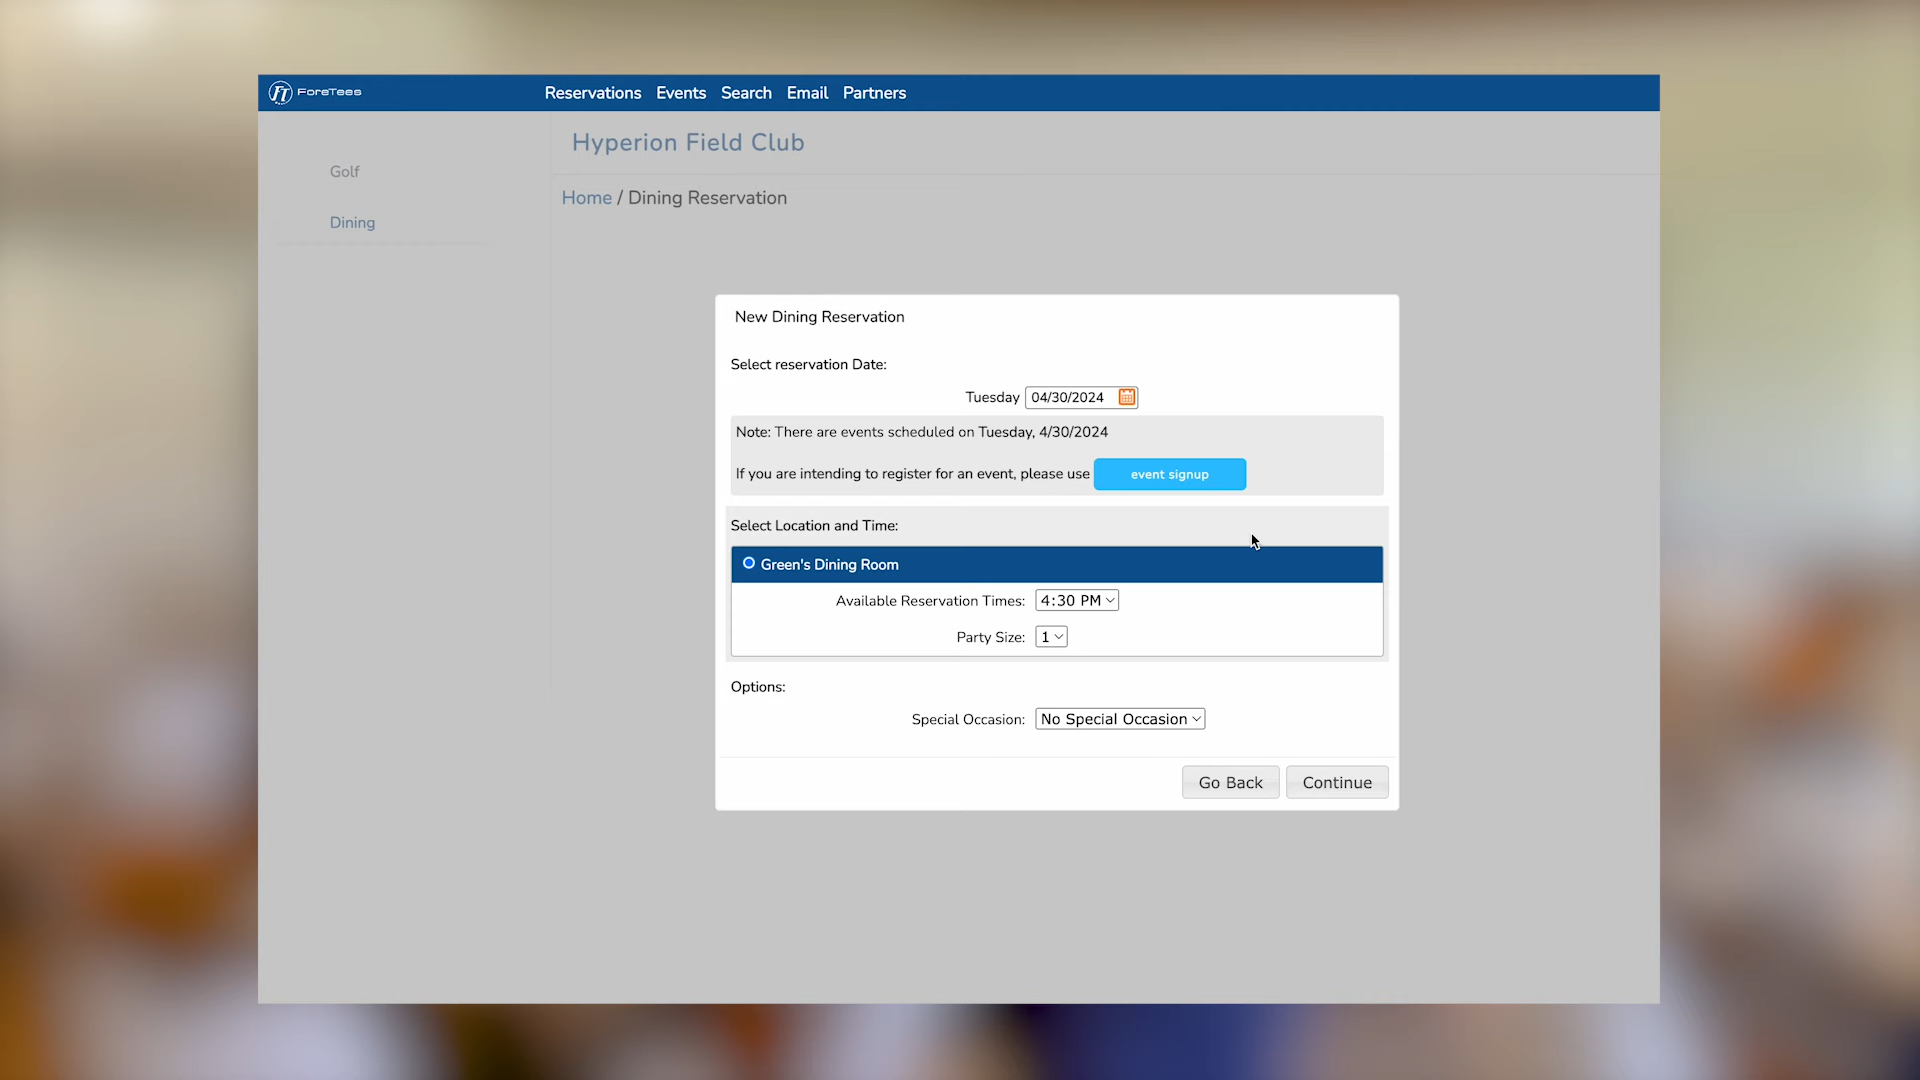 ForeTees
Reservations Events Search Email Partners
Hyperion Field Club
Golf
Home / Dining Reservation
Dining
New Dining Reservation
Select reservation Date:
Tuesday 04/30/2024
Note: There are events scheduled on Tuesday, 4/30/2024
If you are intending to register for an event, please use event signup
Select Location and Time:
Green's Dining Room
Available Reservation Times: 4:30 PM
Party Size: 1
Options:
Special Occasion: No Special Occasion
Go Back Continue